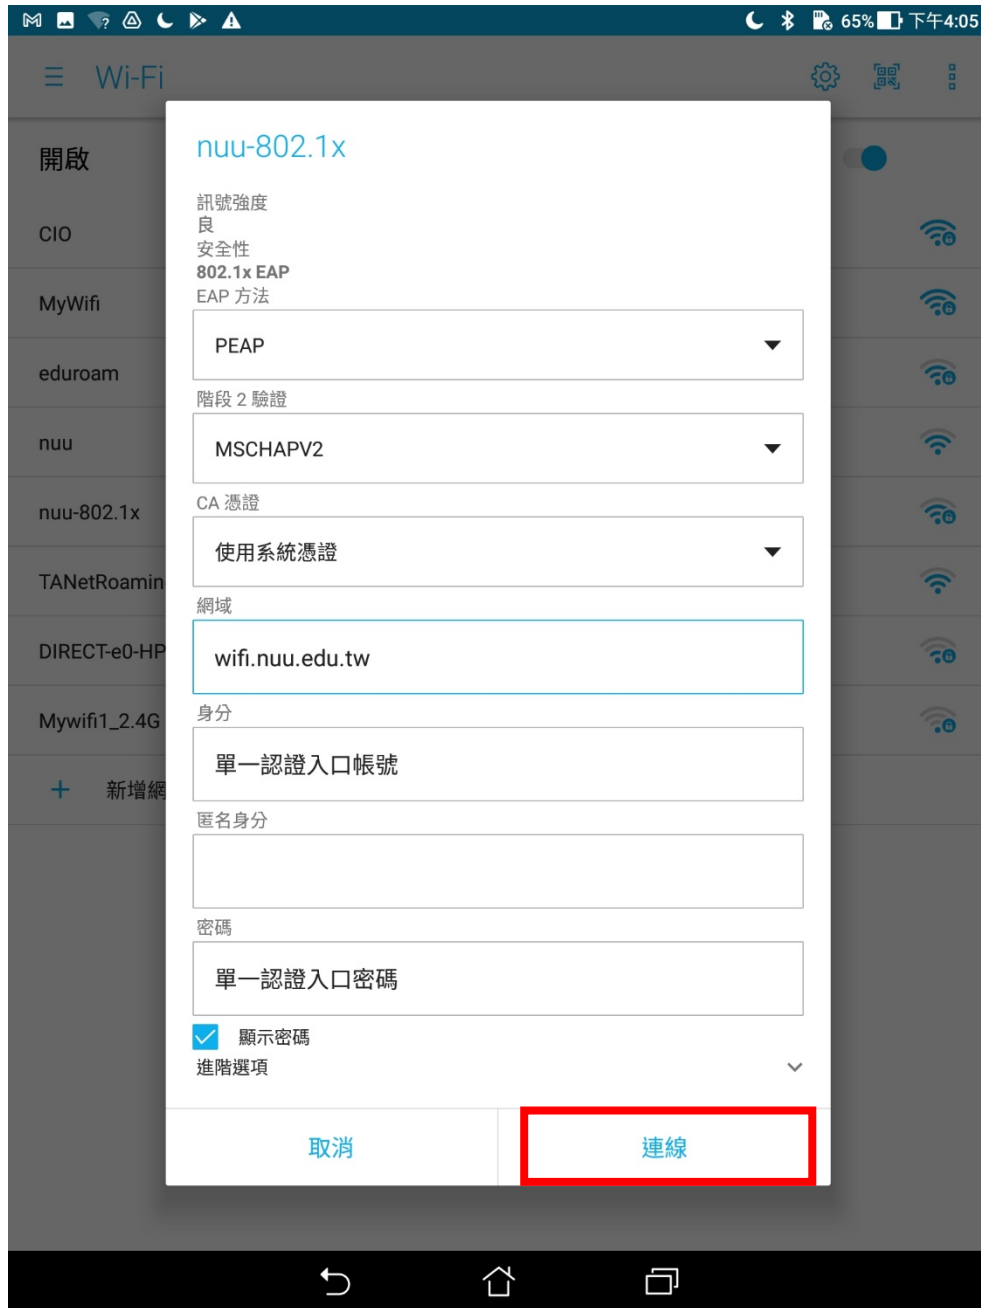 65% 下午4:05
Wi-Fi
開啟
nuu-802.1x
訊號強度
良
安全性
802.1x EAP
EAP 方法
PEAP
階段 2 驗證
MSCHAPV2
CA 憑證
使用系統憑證
網域
wifi.nuu.edu.tw
身分
單一認證入口帳號
匿名身分
密碼
單一認證入口密碼
顯示密碼
進階選項
取消
連線
CIO
MyWifi
eduroam
nuu
nuu-802.1x
TANetRoamin
DIRECT-e0-HP
Mywifi1_2.4G
+ 新增網